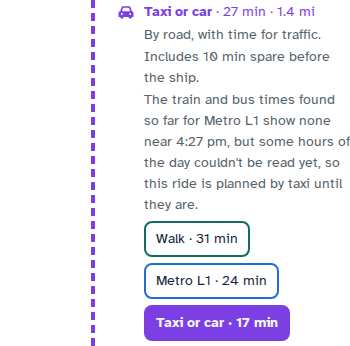 Taxi or car · 27 min · 1.4 mi
By road, with time for traffic.
Includes 10 min spare before
the ship.
The train and bus times found
so far for Metro L1 show none
near 4:27 pm, but some hours of
the day couldn't be read yet, so
this ride is planned by taxi until
they are.
Walk · 31 min
Metro L1 · 24 min
Taxi or car · 17 min